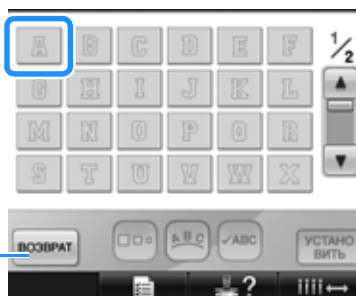 A B C D E F 1/2
G H I J K L
M N O P Q R
S T U V W X
ВОЗВРАТ ABC ✓ABC УСТАНО
ВИТЬ
?